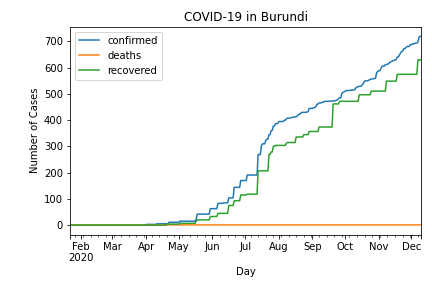 COVID-19 in Burundi
confirmed
deaths
recovered
Number of Cases
700
600
500
400
300
200
100
0
Feb Mar Apr May Jun Jul Aug Sep Oct Nov Dec
2020
Day